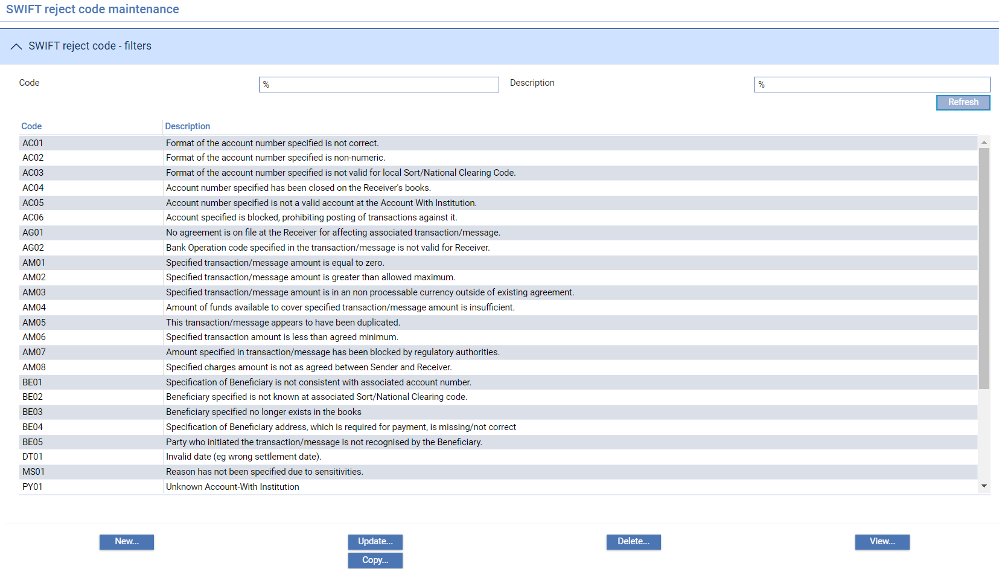 SWIFT reject code maintenance
SWIFT reject code - filters
Code % Description %
Refresh
Code Description
AC01 Format of the account number specified is not correct.
AC02 Format of the account number specified is non-numeric.
AC03 Format of the account number specified is not valid for local Sort/National Clearing Code.
AC04 Account number specified has been closed on the Receiver's books.
AC05 Account number specified is not a valid account at the Account With Institution.
AC06 Account specified is blocked, prohibiting posting of transactions against it.
AG01 No agreement is on file at the Receiver for affecting associated transaction/message.
AG02 Bank Operation code specified in the transaction/message is not valid for Receiver.
AM01 Specified transaction/message amount is equal to zero.
AM02 Specified transaction/message amount is greater than allowed maximum.
AM03 Specified transaction/message amount is in an non processable currency outside of existing agreement.
AM04 Amount of funds available to cover specified transaction/message amount is insufficient.
AM05 This transaction/message appears to have been duplicated.
AM06 Specified transaction amount is less than agreed minimum.
AM07 Amount specified in transaction/message has been blocked by regulatory authorities.
AM08 Specified charges amount is not as agreed between Sender and Receiver.
BE01 Specification of Beneficiary is not consistent with associated account number.
BE02 Beneficiary specified is not known at associated Sort/National Clearing code.
BE03 Beneficiary specified no longer exists in the books
BE04 Specification of Beneficiary address, which is required for payment, is missing/not correct
BE05 Party who initiated the transaction/message is not recognised by the Beneficiary.
DT01 Invalid date (eg wrong settlement date).
MS01 Reason has not been specified due to sensitivities.
PY01 Unknown Account-With Institution
New... Update... Delete... View...
Copy...